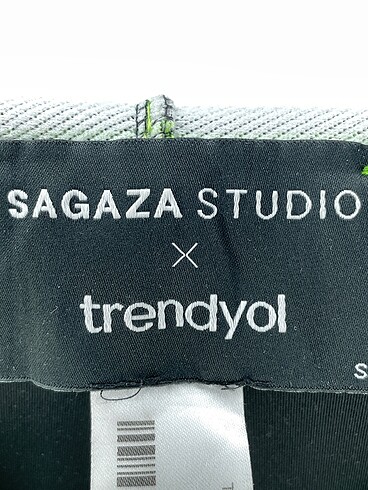 SAGAZA STUDIO
×
trendyol
S